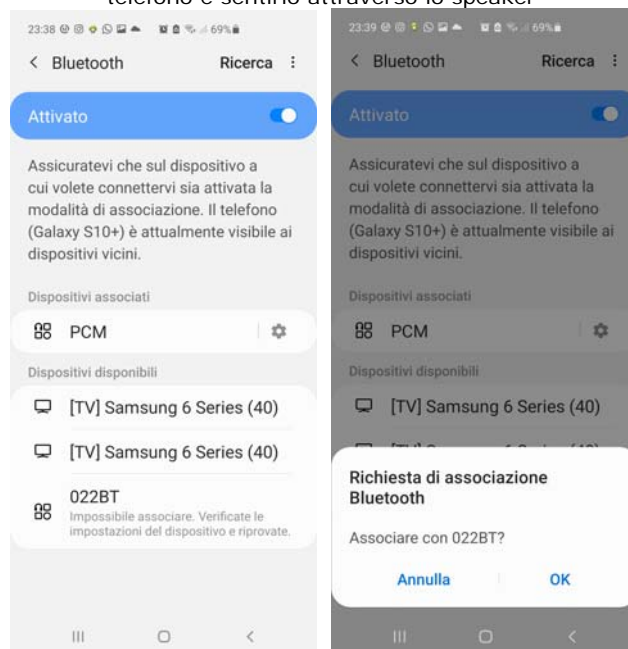 telefono e sentirlo attraverso lo speaker
23:38 69%
Bluetooth Ricerca
Attivato
Assicuratevi che sul dispositivo a
cui volete connettervi sia attivata la
modalità di associazione. Il telefono
(Galaxy S10+) è attualmente visibile ai
dispositivi vicini.
Dispositivi associati
PCM
Dispositivi disponibili
[TV] Samsung 6 Series (40)
[TV] Samsung 6 Series (40)
022BT
Impossibile associare. Verificate le
impostazioni del dispositivo e riprovate.
23:39 69%
Bluetooth Ricerca
Attivato
Assicuratevi che sul dispositivo a
cui volete connettervi sia attivata la
modalità di associazione. Il telefono
(Galaxy S10+) è attualmente visibile ai
dispositivi vicini.
Dispositivi associati
PCM
Dispositivi disponibili
[TV] Samsung 6 Series (40)
Richiesta di associazione
Bluetooth
Associare con 022BT?
Annulla OK